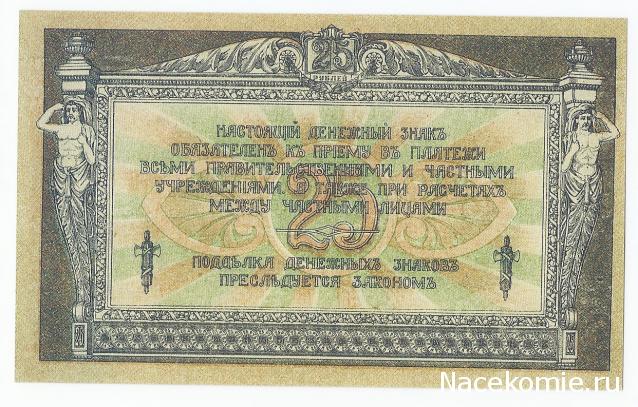 25
РУБЛЕЙ
НАСТОЯЩІЙ ДЕНЕЖНЫЙ ЗНАКЪ
ОБЯЗАТЕЛЕНЪ КЪ ПРІЕМУ ВЪ ПЛАТЕЖИ
ВСѢМИ ПРАВИТЕЛЬСТВЕННЫМИ И ЧАСТНЫМИ
УЧРЕЖДЕНІЯМИ, А ТАКЖЕ ПРИ РАСЧЕТАХЪ
МЕЖДУ ЧАСТНЫМИ ЛИЦАМИ
25
ПОДДѢЛКА ДЕНЕЖНЫХЪ ЗНАКОВЪ
ПРЕСЛѢДУЕТСЯ ЗАКОНОМЪ
Nacekomie.ru